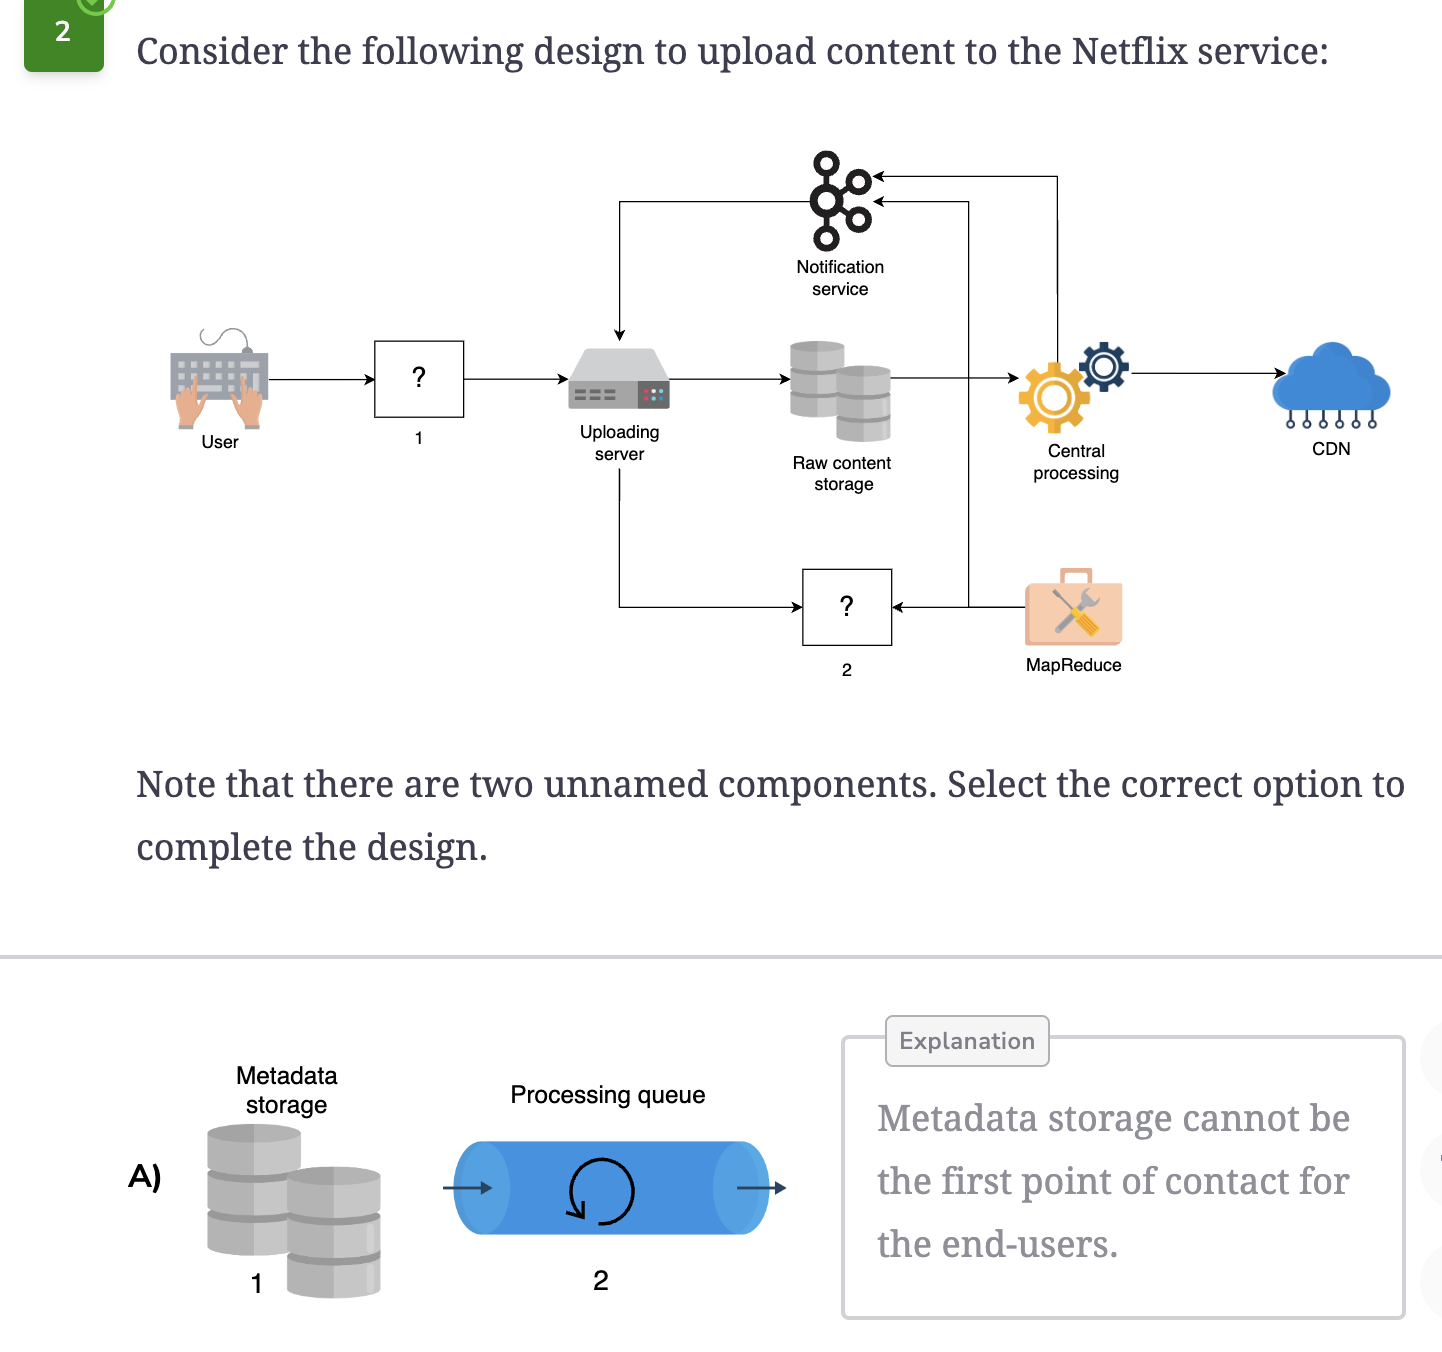 2
Consider the following design to upload content to the Netflix service:
Notification
service
User
?
1
Uploading
server
Raw content
storage
Central
processing
CDN
?
2
MapReduce
Note that there are two unnamed components. Select the correct option to
complete the design.
A)
Metadata
storage
1
Processing queue
2
Explanation
Metadata storage cannot be
the first point of contact for
the end-users.